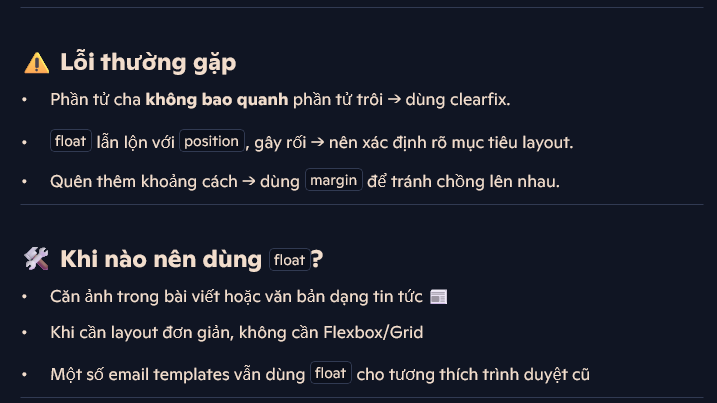 ⚠️ Lỗi thường gặp
• Phần tử cha không bao quanh phần tử trôi → dùng clearfix.
• float lẫn lộn với position, gây rối → nên xác định rõ mục tiêu layout.
• Quên thêm khoảng cách → dùng margin để tránh chồng lên nhau.
🛠️ Khi nào nên dùng float?
• Căn ảnh trong bài viết hoặc văn bản dạng tin tức 📰
• Khi cần layout đơn giản, không cần Flexbox/Grid
• Một số email templates vẫn dùng float cho tương thích trình duyệt cũ